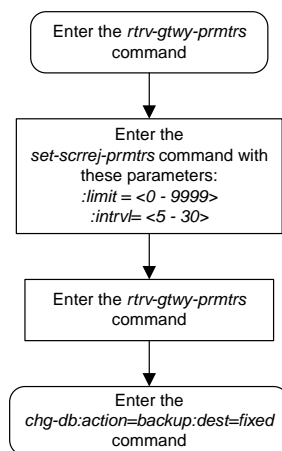 Enter the rtrv-gtwy-prmtrs
command
Enter the
set-scrrej-prmtrs command with
these parameters:
:limit = <0 - 9999>
:intrvl= <5 - 30>
Enter the rtrv-gtwy-prmtrs
command
Enter the
chg-db:action=backup:dest=fixed
command